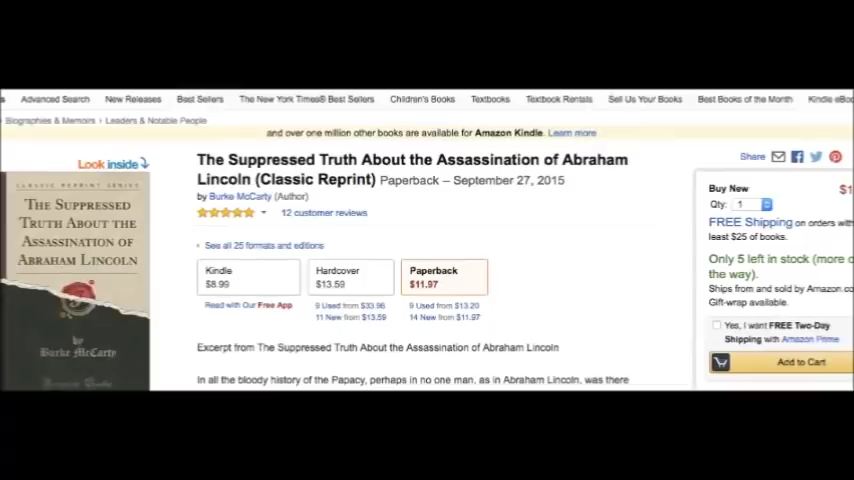 Advanced Search New Releases Best Sellers The New York Times® Best Sellers Children's Books Textbooks Textbook Rentals Sell Us Your Books Best Books of the Month Kindle eBoo
Biographies & Memoirs › Leaders & Notable People
and over one million other books are available for Amazon Kindle. Learn more
Look inside
CLASSIC REPRINT SERIES
THE SUPPRESSED
TRUTH ABOUT THE
ASSASSINATION OF
ABRAHAM LINCOLN
by
Burke McCarty
The Suppressed Truth About the Assassination of Abraham
Lincoln (Classic Reprint) Paperback – September 27, 2015
by Burke McCarty (Author)
12 customer reviews
See all 25 formats and editions
Kindle
$8.99
Read with Our Free App
Hardcover
$13.59
9 Used from $33.96
11 New from $13.59
Paperback
$11.97
9 Used from $13.20
14 New from $11.97
Excerpt from The Suppressed Truth About the Assassination of Abraham Lincoln
In all the bloody history of the Papacy, perhaps in no one man, as in Abraham Lincoln, was there
Share
Buy New $1
Qty: 1
FREE Shipping on orders with
least $25 of books.
Only 5 left in stock (more o
the way).
Ships from and sold by Amazon.co
Gift-wrap available.
Yes, I want FREE Two-Day
Shipping with Amazon Prime
Add to Cart